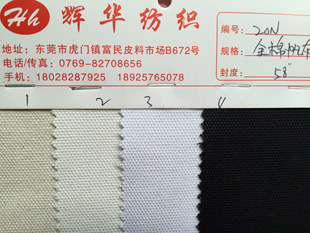 Hh
辉华纺织
地址:东莞市虎门镇富民皮料市场B672号
电话/传真:0769-82708656
手机:18028287925 18925765078
编号: 20N
规格: 全棉帆布
封度: 58"
1 2 3 4